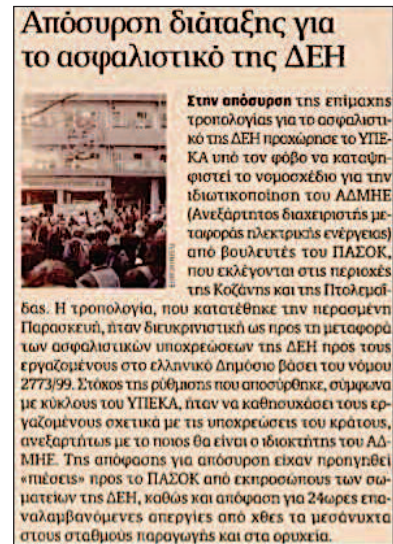 Απόσυρση διάταξης για
το ασφαλιστικό της ΔΕΗ
Στην απόσυρση της επίμαχης
τροπολογίας για το ασφαλιστι-
κό της ΔΕΗ προχώρησε το ΥΠΕ-
ΚΑ υπό τον φόβο να καταψη-
φιστεί το νομοσχέδιο για την
ιδιωτικοποίηση του ΑΔΜΗΕ
(Ανεξάρτητος διαχειριστής με-
ταφοράς ηλεκτρικής ενέργειας)
από βουλευτές του ΠΑΣΟΚ,
που εκλέγονται στις περιοχές
της Κοζάνης και της Πτολεμαΐ-
δας. Η τροπολογία, που κατατέθηκε την περασμένη
Παρασκευή, ήταν διευκρινιστική ως προς τη μεταφορά
των ασφαλιστικών υποχρεώσεων της ΔΕΗ προς τους
εργαζομένους στο ελληνικό Δημόσιο βάσει του νόμου
2773/99. Στόχος της ρύθμισης που αποσύρθηκε, σύμφωνα
με κύκλους του ΥΠΕΚΑ, ήταν να καθησυχάσει τους ερ-
γαζομένους σχετικά με τις υποχρεώσεις του κράτους,
ανεξαρτήτως με το ποιος θα είναι ο ιδιοκτήτης του ΑΔ-
ΜΗΕ. Της απόφασης για απόσυρση είχαν προηγηθεί
«πιέσεις» προς το ΠΑΣΟΚ από εκπροσώπους των σω-
ματείων της ΔΕΗ, καθώς και απόφαση για 24ωρες επα-
ναλαμβανόμενες απεργίες από χθες τα μεσάνυχτα
στους σταθμούς παραγωγής και στα ορυχεία.